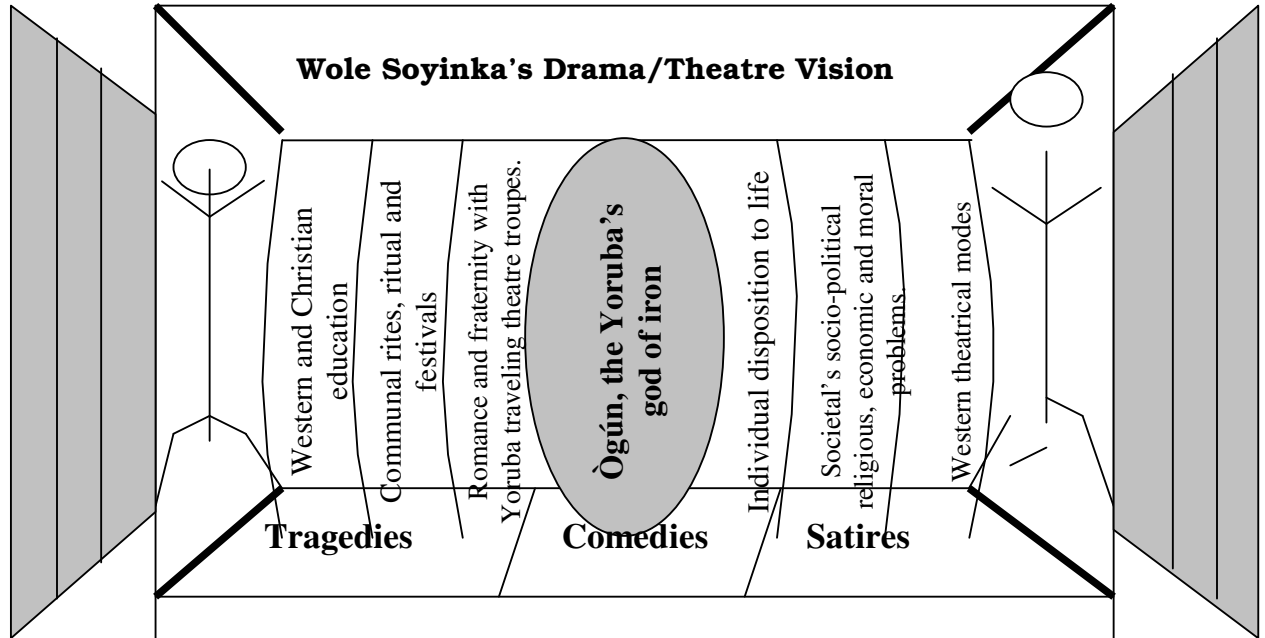 Wole Soyinka's Drama/Theatre Vision
Western and Christian
education
Communal rites, ritual and
festivals
Romance and fraternity with
Yoruba traveling theatre troupes.
Ògún, the Yoruba's
god of iron
Individual disposition to life
Societal's socio-political
religious, economic and moral
problems.
Western theatrical modes
Tragedies
Comedies
Satires